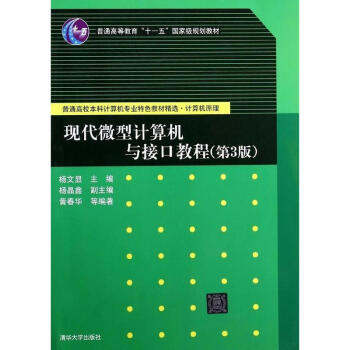 普通高等教育“十一五”国家级规划教材
普通高校本科计算机专业特色教材精选·计算机原理
现代微型计算机
与接口教程(第3版)
杨文显 主 编
杨晶鑫 副主编
黄春华 等编著
清华大学出版社